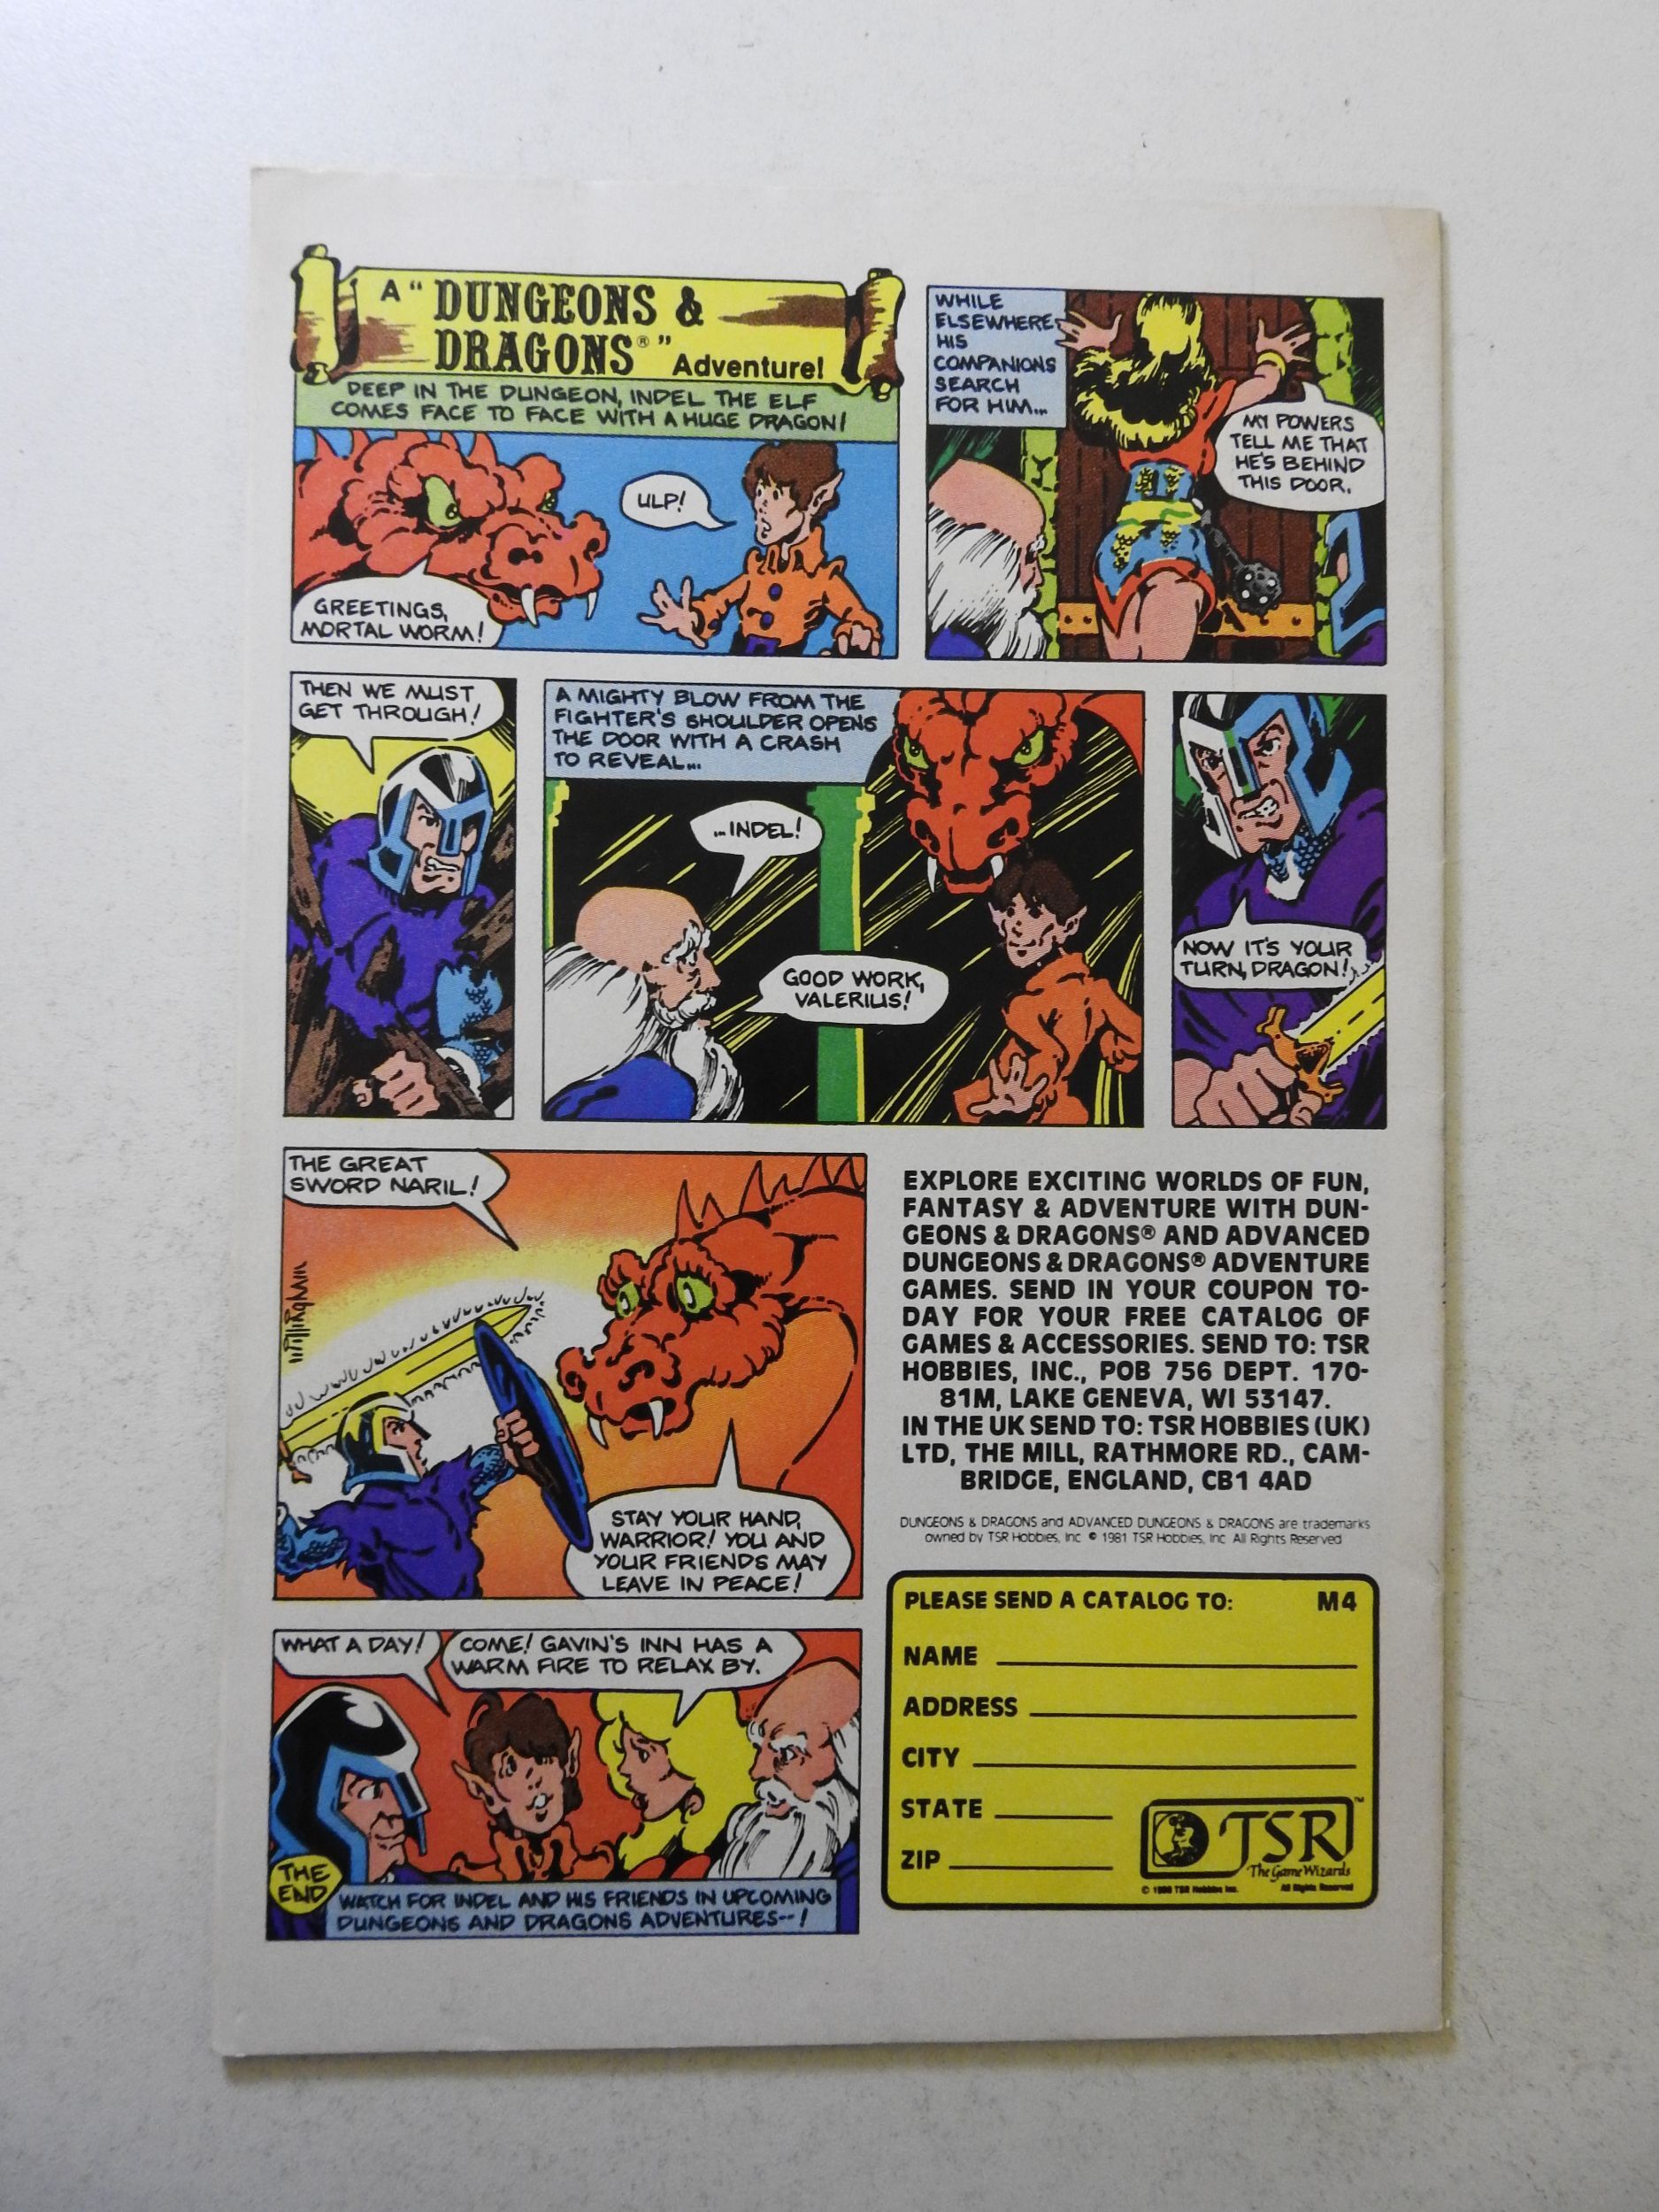 A " DUNGEONS &
DRAGONS® " Adventure!
DEEP IN THE DUNGEON, INDEL THE ELF
COMES FACE TO FACE WITH A HUGE DRAGON!
GREETINGS,
MORTAL WORM!
ULP!
WHILE
ELSEWHERE
HIS
COMPANIONS
SEARCH
FOR HIM...
MY POWERS
TELL ME THAT
HE'S BEHIND
THIS DOOR.
THEN WE MUST
GET THROUGH!
A MIGHTY BLOW FROM THE
FIGHTER'S SHOULDER OPENS
THE DOOR WITH A CRASH
TO REVEAL...
...INDEL!
GOOD WORK,
VALERIUS!
NOW IT'S YOUR
TURN, DRAGON!
THE GREAT
SWORD NARIL!
Willingham
STAY YOUR HAND,
WARRIOR! YOU AND
YOUR FRIENDS MAY
LEAVE IN PEACE!
WHAT A DAY!
COME! GAVIN'S INN HAS A
WARM FIRE TO RELAX BY.
THE
END
WATCH FOR INDEL AND HIS FRIENDS IN UPCOMING
DUNGEONS AND DRAGONS ADVENTURES--!
EXPLORE EXCITING WORLDS OF FUN,
FANTASY & ADVENTURE WITH DUN-
GEONS & DRAGONS® AND ADVANCED
DUNGEONS & DRAGONS® ADVENTURE
GAMES. SEND IN YOUR COUPON TO-
DAY FOR YOUR FREE CATALOG OF
GAMES & ACCESSORIES. SEND TO: TSR
HOBBIES, INC., POB 756 DEPT. 170-
81M, LAKE GENEVA, WI 53147.
IN THE UK SEND TO: TSR HOBBIES (UK)
LTD, THE MILL, RATHMORE RD., CAM-
BRIDGE, ENGLAND, CB1 4AD
DUNGEONS & DRAGONS and ADVANCED DUNGEONS & DRAGONS are trademarks
owned by TSR Hobbies, Inc © 1981 TSR Hobbies, Inc All Rights Reserved
PLEASE SEND A CATALOG TO: M4
NAME
ADDRESS
CITY
STATE
ZIP
TSR™
The Game Wizards
© 1980 TSR Hobbies Inc. All Rights Reserved